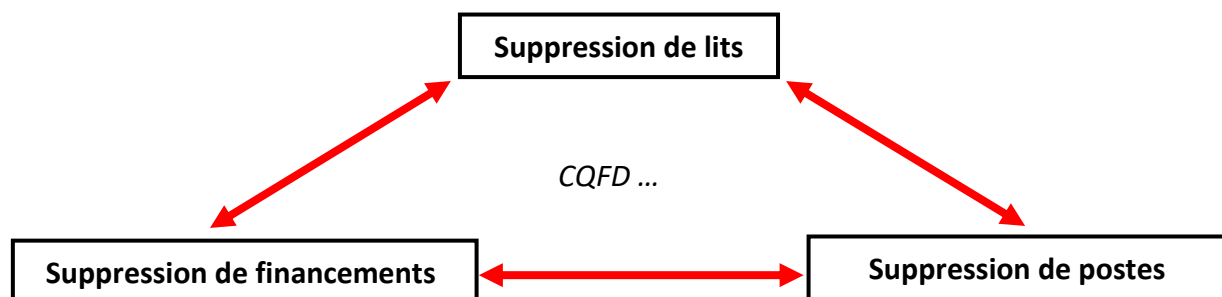 Suppression de lits
CQFD ...
Suppression de financements
Suppression de postes